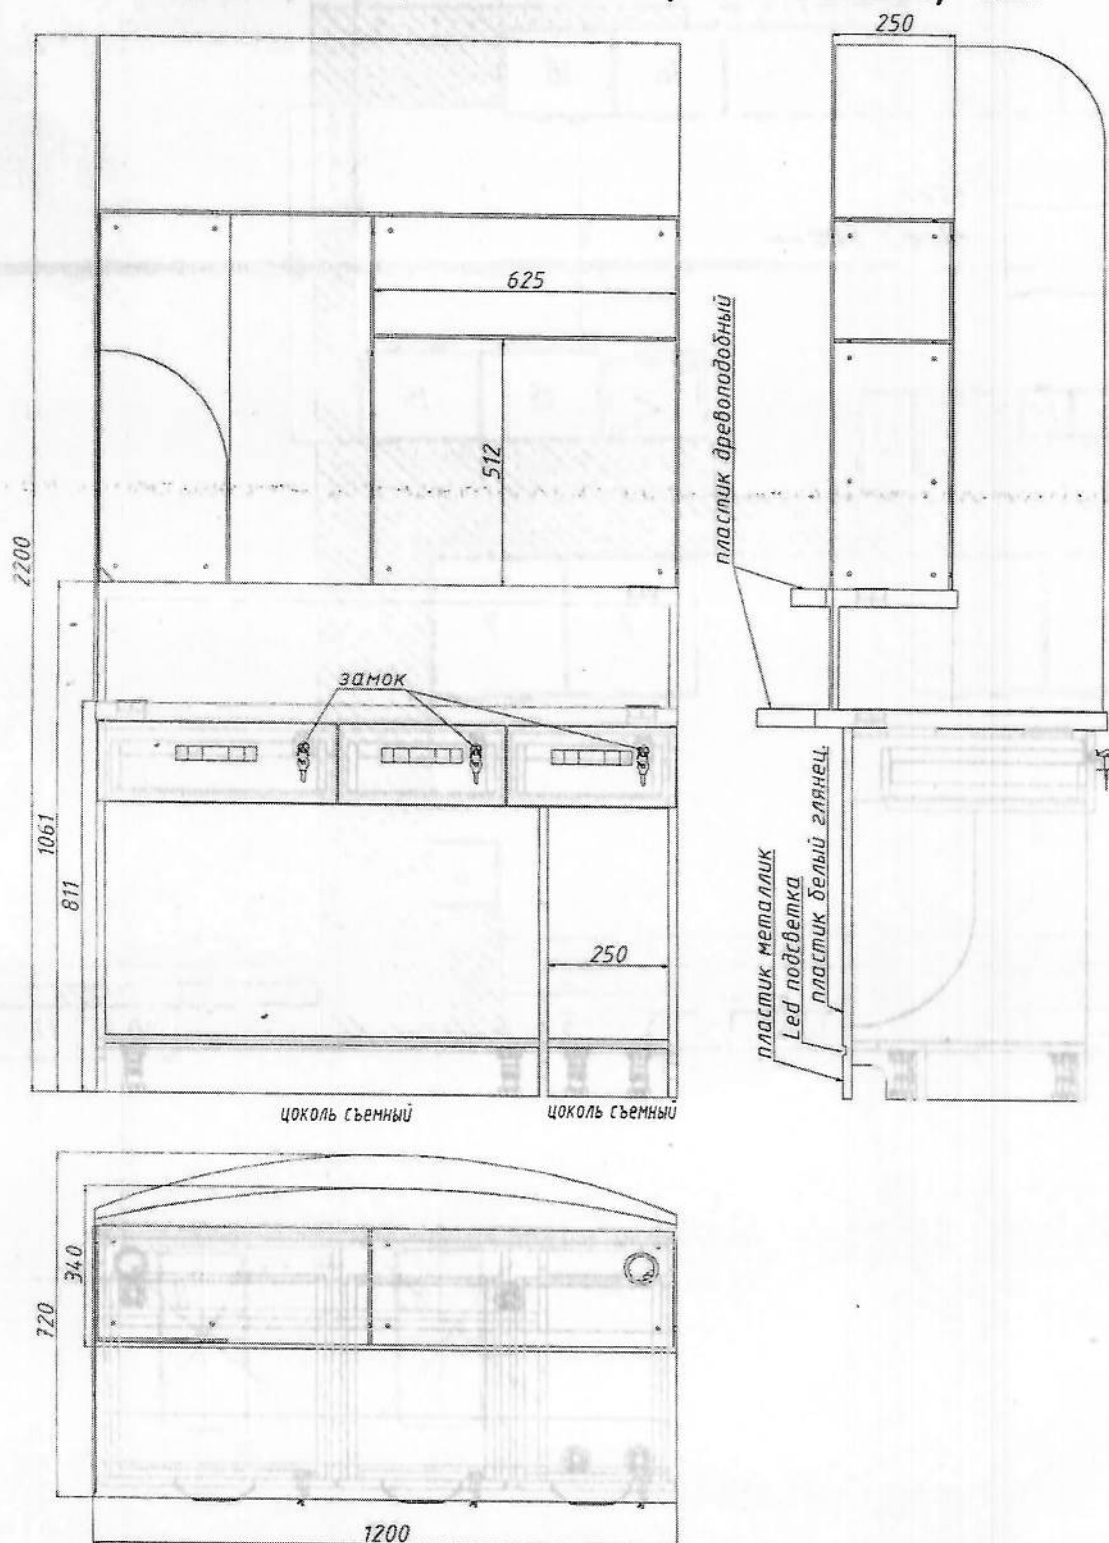 250
625
512
2200
пластик древоподобный
замок
1061
811
250
пластик металлик
Led подсветка
пластик белый глянец.
цоколь съемный
цоколь съемный
340
720
1200